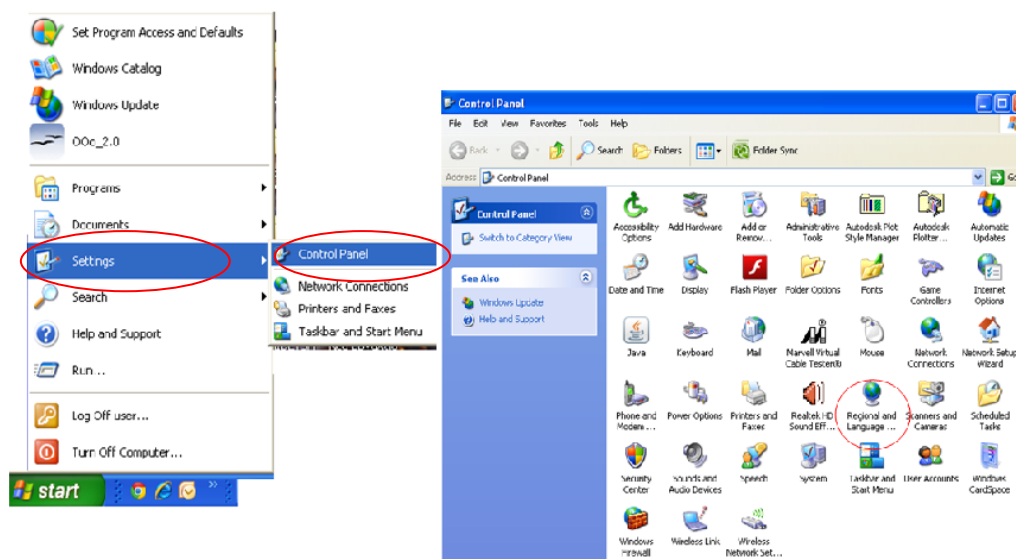 Set Program Access and Defaults
Windows Catalog
Windows Update
OOo_2.0
Programs
Documents
Settings
Search
Help and Support
Run...
Log Off user...
Turn Off Computer...
start
Control Panel
Network Connections
Printers and Faxes
Taskbar and Start Menu
Control Panel
File Edit View Favorites Tools Help
Back Search Folders Folder Sync
Address Control Panel Go
Control Panel
Switch to Category View
See Also
Windows Update
Help and Support
Accessibility Options
Add Hardware
Add or Remov...
Administrative Tools
Autodesk Plot Style Manager
Autodesk Plotter...
Automatic Updates
Date and Time
Display
Flash Player
Folder Options
Fonts
Game Controllers
Internet Options
Java
Keyboard
Mail
Marvell Virtual Cable Tester
Mouse
Network Connections
Network Setup Wizard
Phone and Modem ...
Power Options
Printers and Faxes
Realtek HD Sound Eff...
Regional and Language ...
Scanners and Cameras
Scheduled Tasks
Security Center
Sounds and Audio Devices
Speech
System
Taskbar and Start Menu
User Accounts
Windows CardSpace
Windows Firewall
Wireless Link
Wireless Network Set...